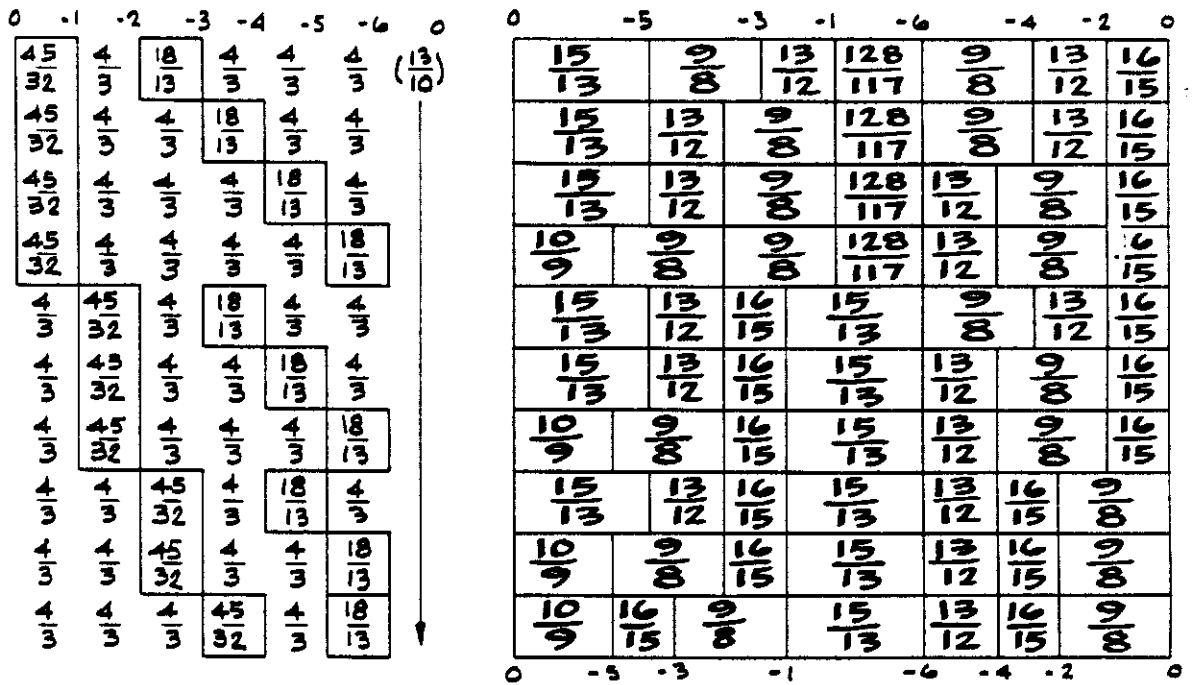 0 -1 -2 -3 -4 -5 -6 0 0 -5 -3 -1 -6 -4 -2 0
45/32 4/3 18/13 4/3 4/3 4/3 (13/10) 15/13 9/8 13/12 128/117 9/8 13/12 16/15
45/32 4/3 4/3 18/13 4/3 4/3 15/13 13/12 9/8 128/117 9/8 13/12 16/15
45/32 4/3 4/3 4/3 18/13 4/3 15/13 13/12 9/8 128/117 13/12 9/8 16/15
45/32 4/3 4/3 4/3 4/3 18/13 10/9 9/8 9/8 128/117 13/12 9/8 16/15
4/3 45/32 4/3 18/13 4/3 4/3 15/13 13/12 16/15 15/13 9/8 13/12 16/15
4/3 45/32 4/3 4/3 18/13 4/3 15/13 13/12 16/15 15/13 13/12 9/8 16/15
4/3 45/32 4/3 4/3 4/3 18/13 10/9 9/8 16/15 15/13 13/12 9/8 16/15
4/3 4/3 45/32 4/3 18/13 4/3 15/13 13/12 16/15 15/13 13/12 16/15 9/8
4/3 4/3 45/32 4/3 4/3 18/13 10/9 9/8 16/15 15/13 13/12 16/15 9/8
4/3 4/3 4/3 45/32 4/3 18/13 10/9 16/15 9/8 15/13 13/12 16/15 9/8
0 -5 -3 -1 -6 -4 -2 0